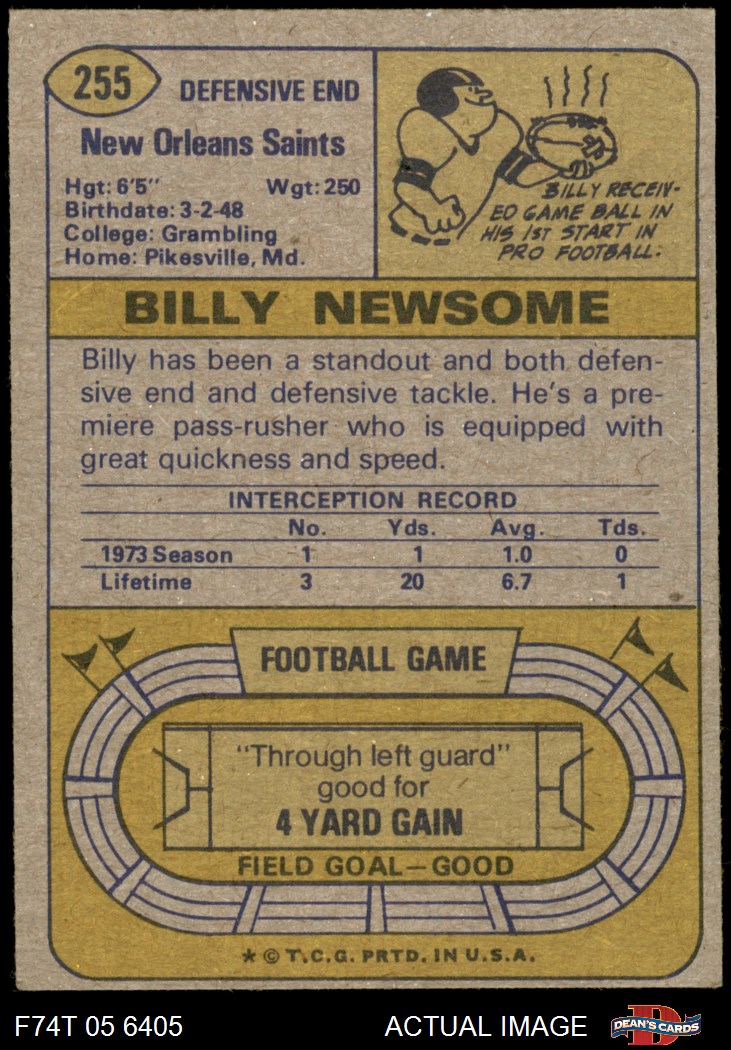 255
DEFENSIVE END
New Orleans Saints
Hgt: 6'5" Wgt: 250
Birthdate: 3-2-48
College: Grambling
Home: Pikesville, Md.
BILLY RECEIV-
ED GAME BALL IN
HIS 1ST START IN
PRO FOOTBALL.
BILLY NEWSOME
Billy has been a standout and both defen-
sive end and defensive tackle. He's a pre-
miere pass-rusher who is equipped with
great quickness and speed.
INTERCEPTION RECORD
No. Yds. Avg. Tds.
1973 Season 1 1 1.0 0
Lifetime 3 20 6.7 1
FOOTBALL GAME
"Through left guard"
good for
4 YARD GAIN
FIELD GOAL—GOOD
* © T.C.G. PRTD. IN U.S.A.
F74T 05 6405 ACTUAL IMAGE
D
DEAN'S CARDS